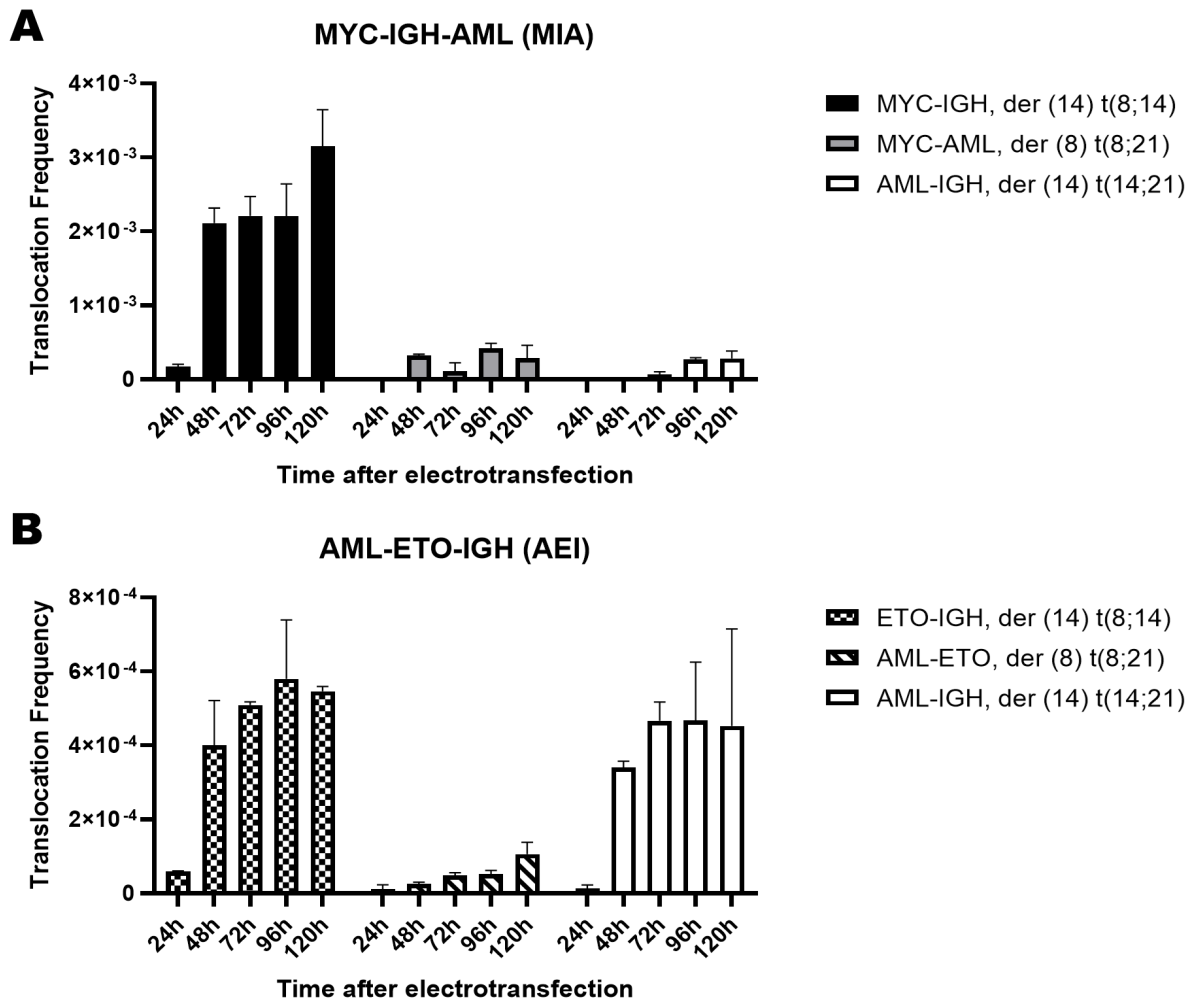 A
MYC-IGH-AML (MIA)
Translocation Frequency
4×10⁻³
3×10⁻³
2×10⁻³
1×10⁻³
0
24h 48h 72h 96h 120h 24h 48h 72h 96h 120h 24h 48h 72h 96h 120h
Time after electrotransfection
MYC-IGH, der (14) t(8;14)
MYC-AML, der (8) t(8;21)
AML-IGH, der (14) t(14;21)
B
AML-ETO-IGH (AEI)
Translocation Frequency
8×10⁻⁴
6×10⁻⁴
4×10⁻⁴
2×10⁻⁴
0
24h 48h 72h 96h 120h 24h 48h 72h 96h 120h 24h 48h 72h 96h 120h
Time after electrotransfection
ETO-IGH, der (14) t(8;14)
AML-ETO, der (8) t(8;21)
AML-IGH, der (14) t(14;21)